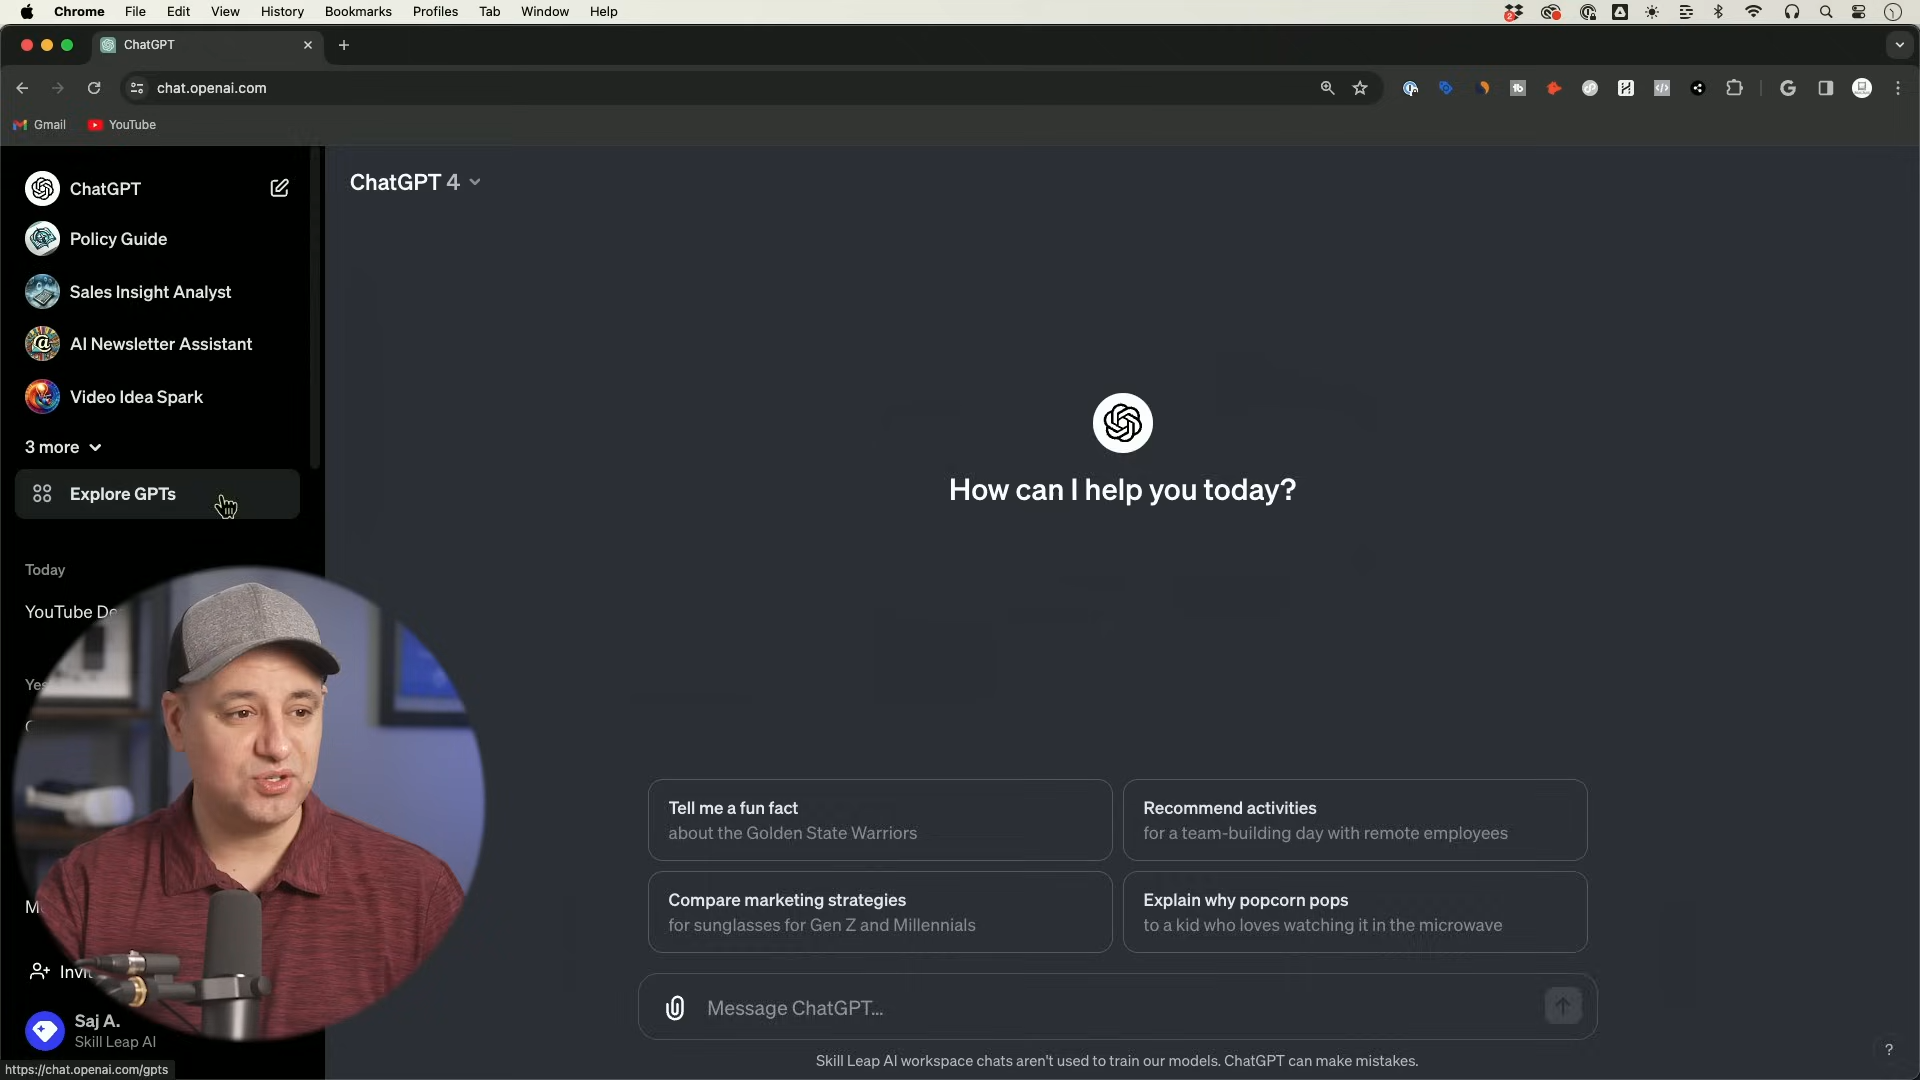 Chrome File Edit View History Bookmarks Profiles Tab Window Help
2
ChatGPT
chat.openai.com
Gmail YouTube
ChatGPT
Policy Guide
Sales Insight Analyst
AI Newsletter Assistant
Video Idea Spark
3 more
Explore GPTs
Today
YouTube De
Yes
M
Invit
Saj A.
Skill Leap AI
https://chat.openai.com/gpts
ChatGPT 4
How can I help you today?
Tell me a fun fact
about the Golden State Warriors
Recommend activities
for a team-building day with remote employees
Compare marketing strategies
for sunglasses for Gen Z and Millennials
Explain why popcorn pops
to a kid who loves watching it in the microwave
Message ChatGPT...
Skill Leap AI workspace chats aren't used to train our models. ChatGPT can make mistakes.
?